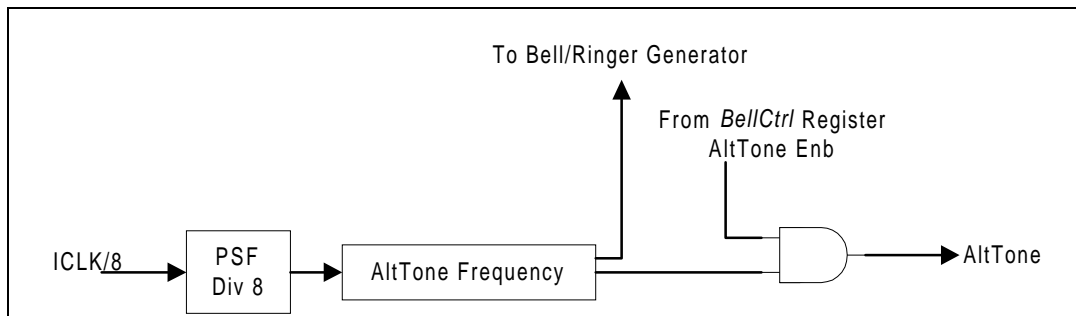 To Bell/Ringer Generator
From BellCtrl Register
AltTone Enb
ICLK/8
PSF
Div 8
AltTone Frequency
AltTone